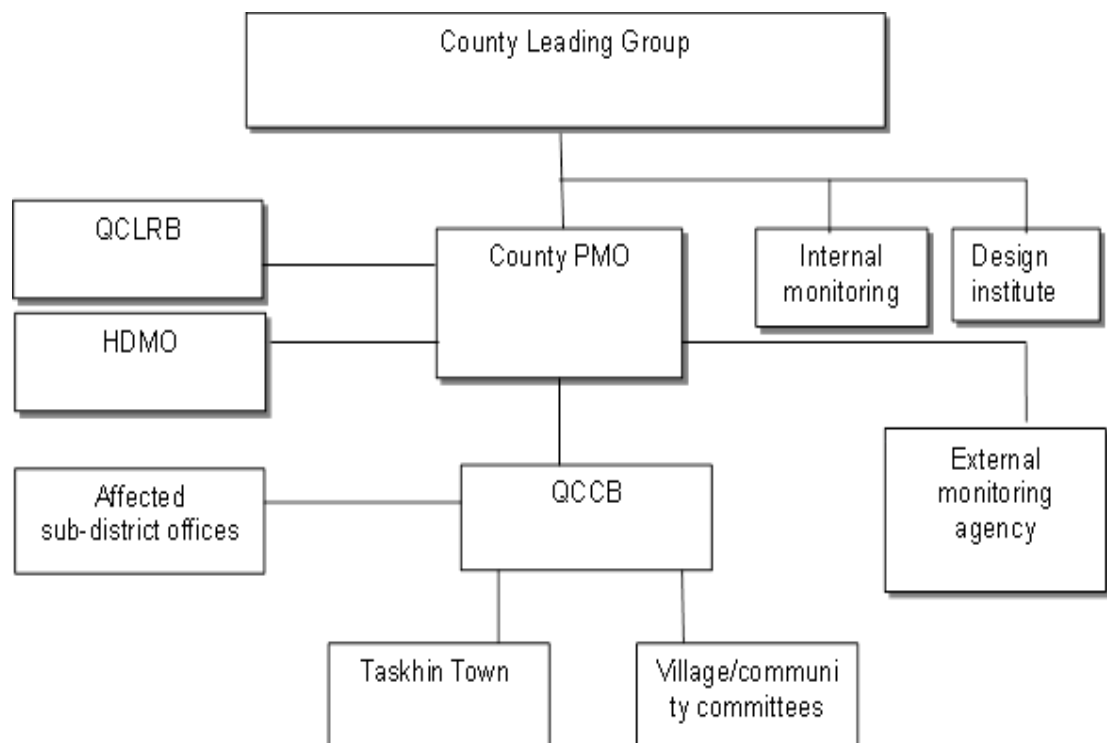 County Leading Group
QCLRB
County PMO
Internal
monitoring
Design
institute
HDMO
Affected
sub-district offices
QCCB
External
monitoring
agency
Taskhin Town
Village/communi
ty committees